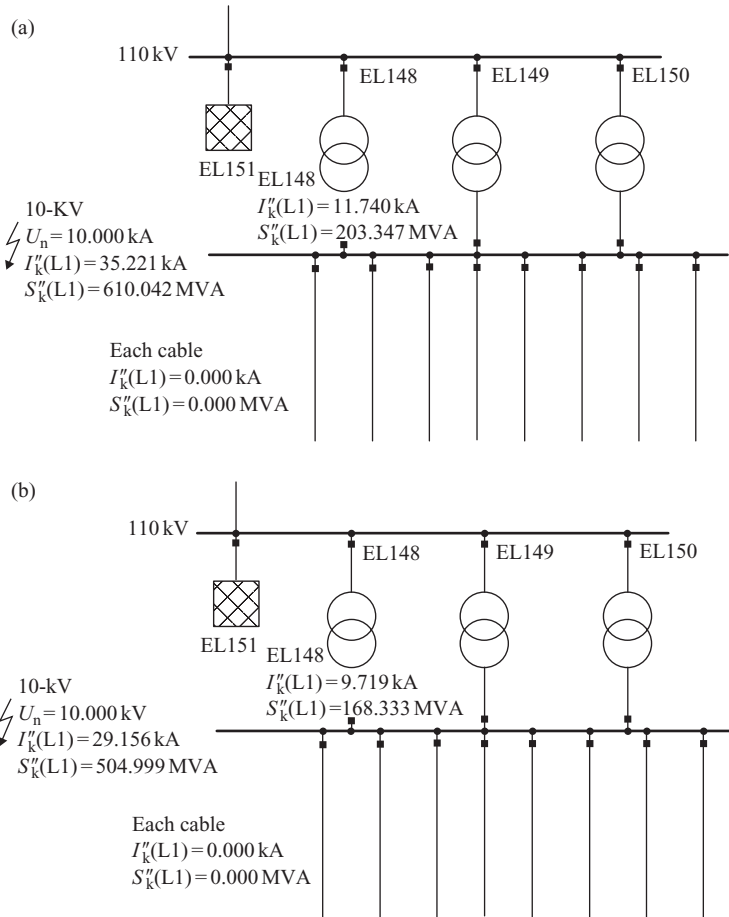 (a)
110 kV
EL148
EL149
EL150
EL151
EL148
I″k(L1) = 11.740 kA
S″k(L1) = 203.347 MVA
10-KV
Un = 10.000 kA
I″k(L1) = 35.221 kA
S″k(L1) = 610.042 MVA
Each cable
I″k(L1) = 0.000 kA
S″k(L1) = 0.000 MVA
(b)
110 kV
EL148
EL149
EL150
EL151
EL148
I″k(L1) = 9.719 kA
S″k(L1) = 168.333 MVA
10-kV
Un = 10.000 kV
I″k(L1) = 29.156 kA
S″k(L1) = 504.999 MVA
Each cable
I″k(L1) = 0.000 kA
S″k(L1) = 0.000 MVA